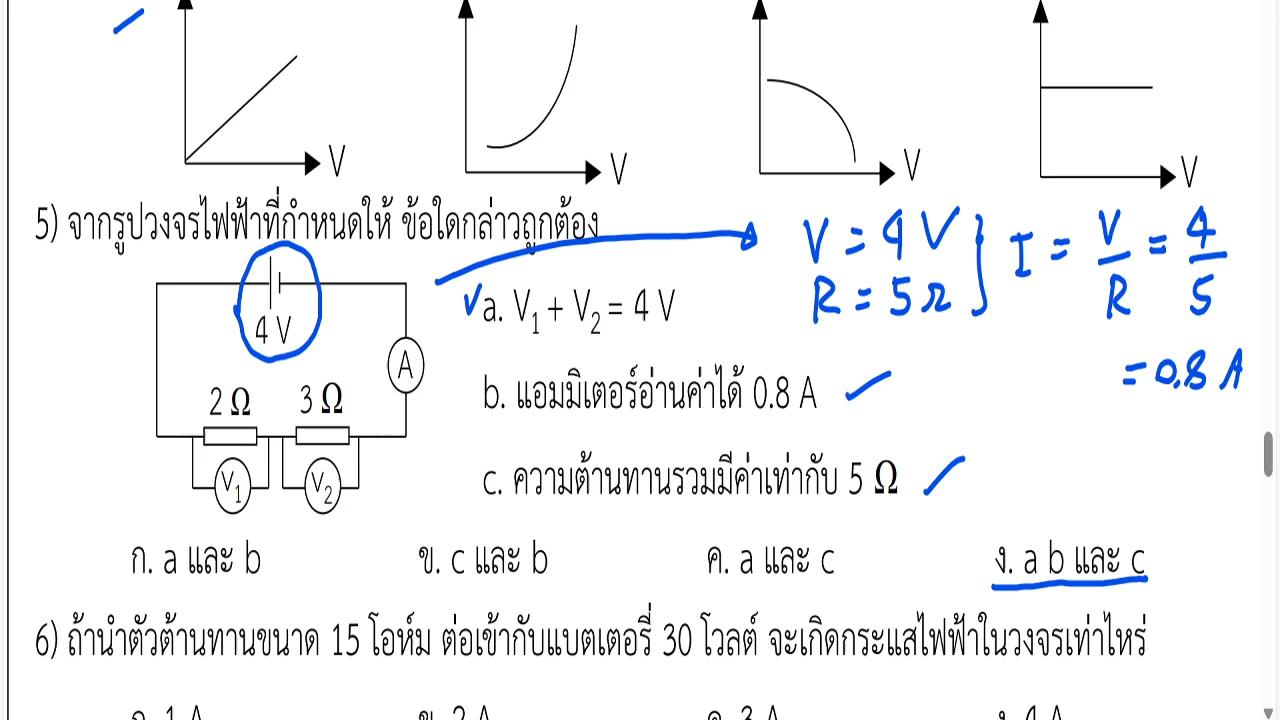 V
V
V
V
5) จากรูปวงจรไฟฟ้าที่กำหนดให้ ข้อใดกล่าวถูกต้อง
V = 4 V } I = V/R = 4/5
R = 5 Ω
= 0.8 A
4 V
A
2 Ω
3 Ω
V1
V2
a. V1 + V2 = 4 V
b. แอมมิเตอร์อ่านค่าได้ 0.8 A
c. ความต้านทานรวมมีค่าเท่ากับ 5 Ω
ก. a และ b ข. c และ b ค. a และ c ง. a b และ c
6) ถ้านำตัวต้านทานขนาด 15 โอห์ม ต่อเข้ากับแบตเตอรี่ 30 โวลต์ จะเกิดกระแสไฟฟ้าในวงจรเท่าไหร่
ก. 1 A ข. 2 A ค. 3 A ง. 4 A